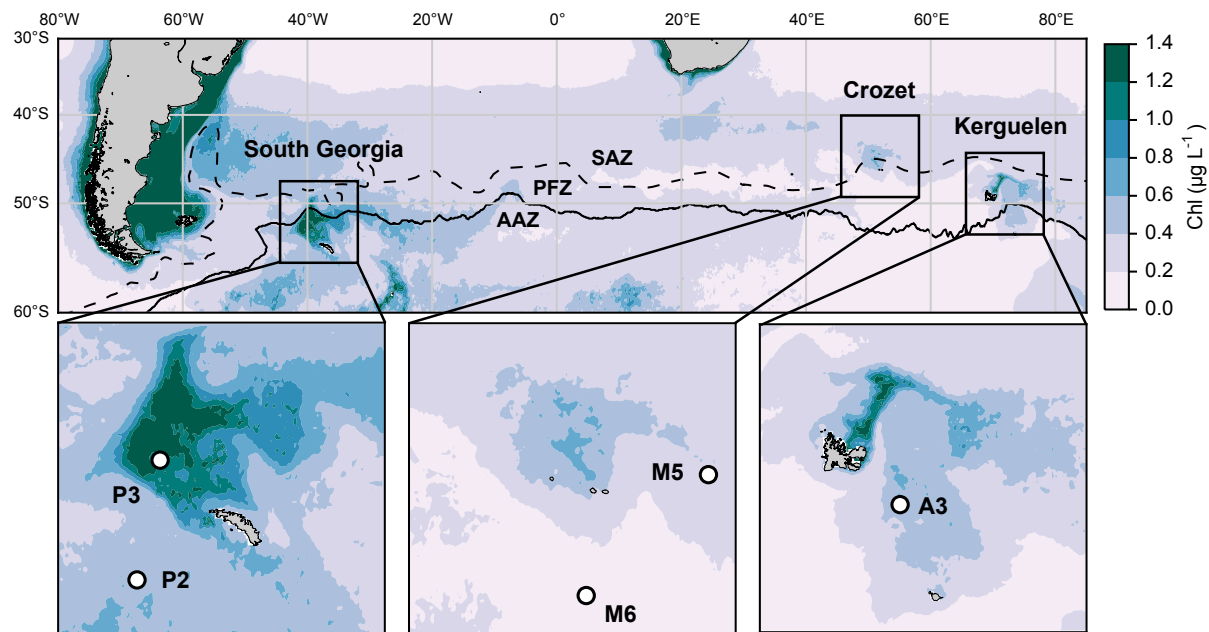 80°W 60°W 40°W 20°W 0° 20°E 40°E 60°E 80°E
30°S
40°S
50°S
60°S
South Georgia
SAZ
PFZ
AAZ
Crozet
Kerguelen
1.4
1.2
1.0
0.8
0.6
0.4
0.2
0.0
Chl (µg L⁻¹)
P3
P2
M5
M6
A3